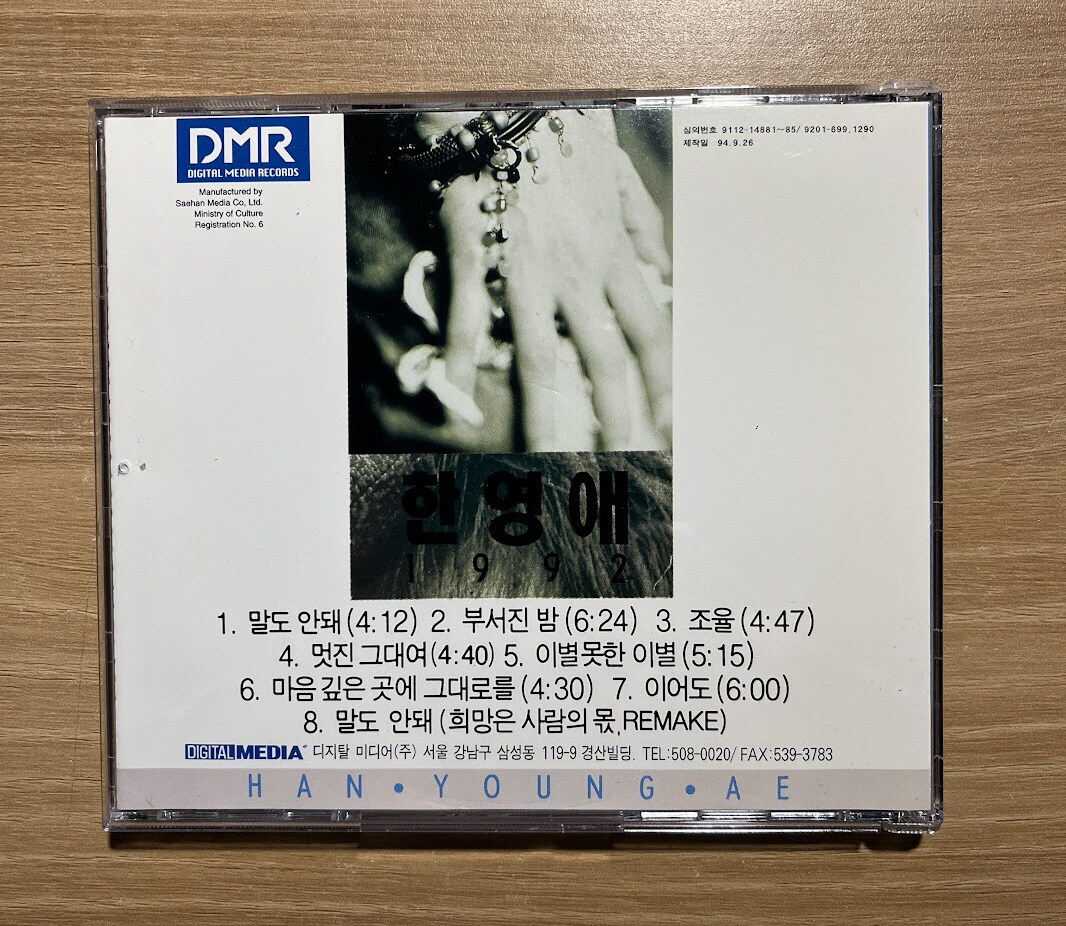 DMR
DIGITAL MEDIA RECORDS
Manufactured by
Saehan Media Co, Ltd.
Ministry of Culture
Registration No. 6
심의번호 9112-14881~85/ 9201-699,1290
제작일 94.9.26
한영애
1992
1. 말도 안돼(4:12) 2. 부서진 밤(6:24) 3. 조율(4:47)
4. 멋진 그대여(4:40) 5. 이별못한 이별(5:15)
6. 마음 깊은 곳에 그대로를(4:30) 7. 이어도(6:00)
8. 말도 안돼(희망은 사람의 몫,REMAKE)
DIGITAL MEDIA 디지탈 미디어(주) 서울 강남구 삼성동 119-9 경산빌딩. TEL:508-0020/ FAX:539-3783
HAN•YOUNG•AE